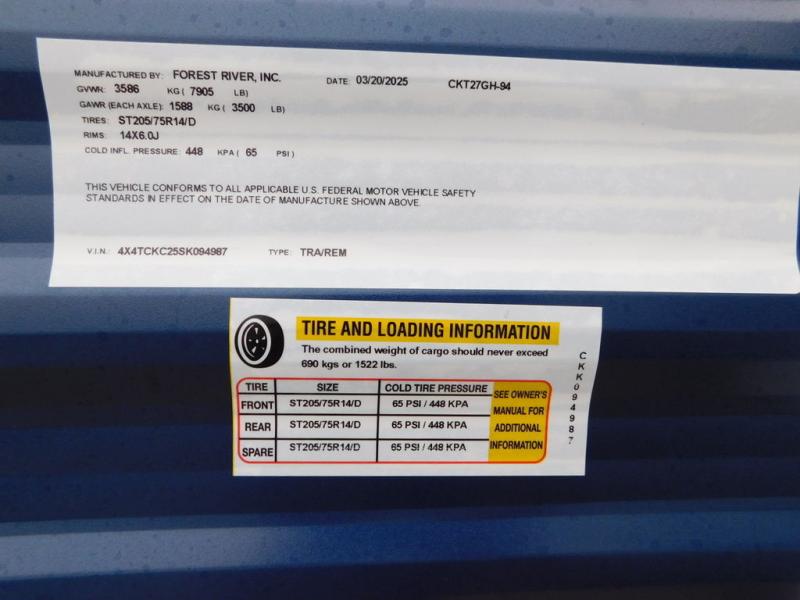 MANUFACTURED BY: FOREST RIVER, INC. DATE: 03/20/2025 CKT27GH-94
GVWR: 3586 KG ( 7905 LB)
GAWR (EACH AXLE): 1588 KG ( 3500 LB)
TIRES: ST205/75R14/D
RIMS: 14X6.0J
COLD INFL. PRESSURE: 448 KPA ( 65 PSI )
THIS VEHICLE CONFORMS TO ALL APPLICABLE U.S. FEDERAL MOTOR VEHICLE SAFETY
STANDARDS IN EFFECT ON THE DATE OF MANUFACTURE SHOWN ABOVE.
V.I.N.: 4X4TCKC25SK094987 TYPE: TRA/REM
TIRE AND LOADING INFORMATION
The combined weight of cargo should never exceed
690 kgs or 1522 lbs.
TIRE SIZE COLD TIRE PRESSURE
FRONT ST205/75R14/D 65 PSI / 448 KPA
REAR ST205/75R14/D 65 PSI / 448 KPA
SPARE ST205/75R14/D 65 PSI / 448 KPA
SEE OWNER'S
MANUAL FOR
ADDITIONAL
INFORMATION
CKK094987